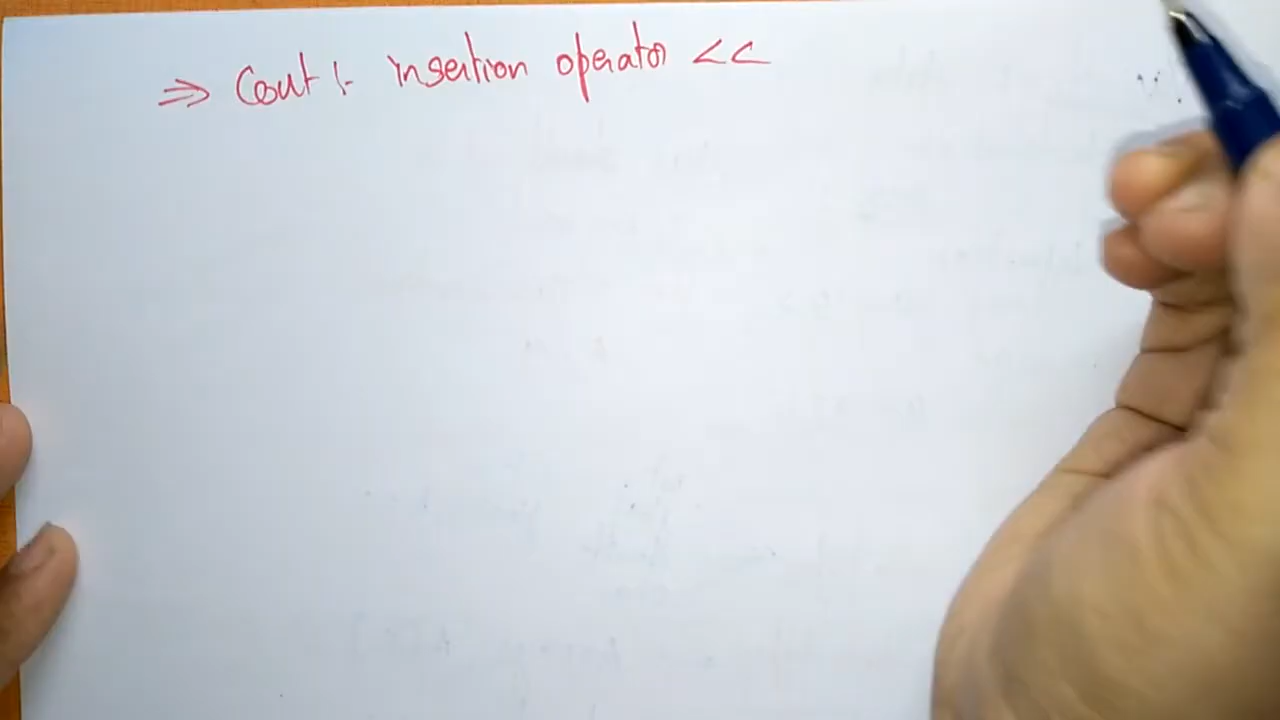 ⇒ Cout :- insertion operator <<